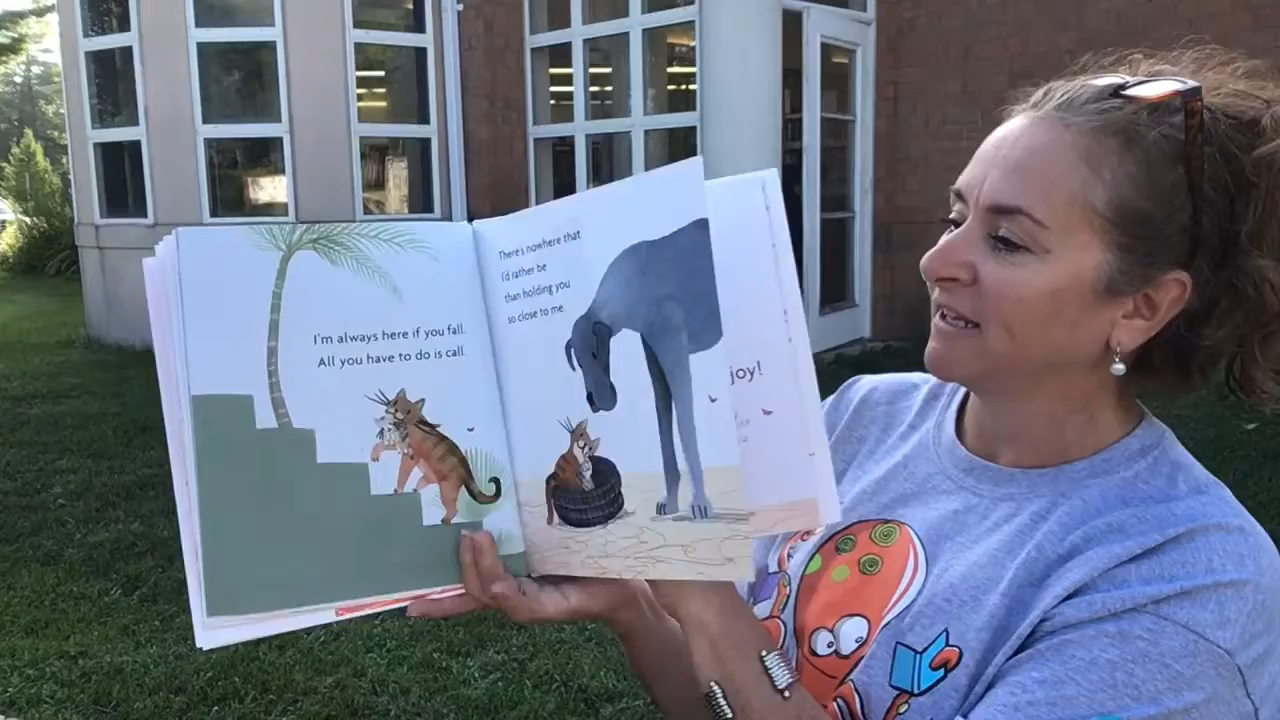 I'm always here if you fall.
All you have to do is call.
There's nowhere that
I'd rather be
than holding you
so close to me.
joy!